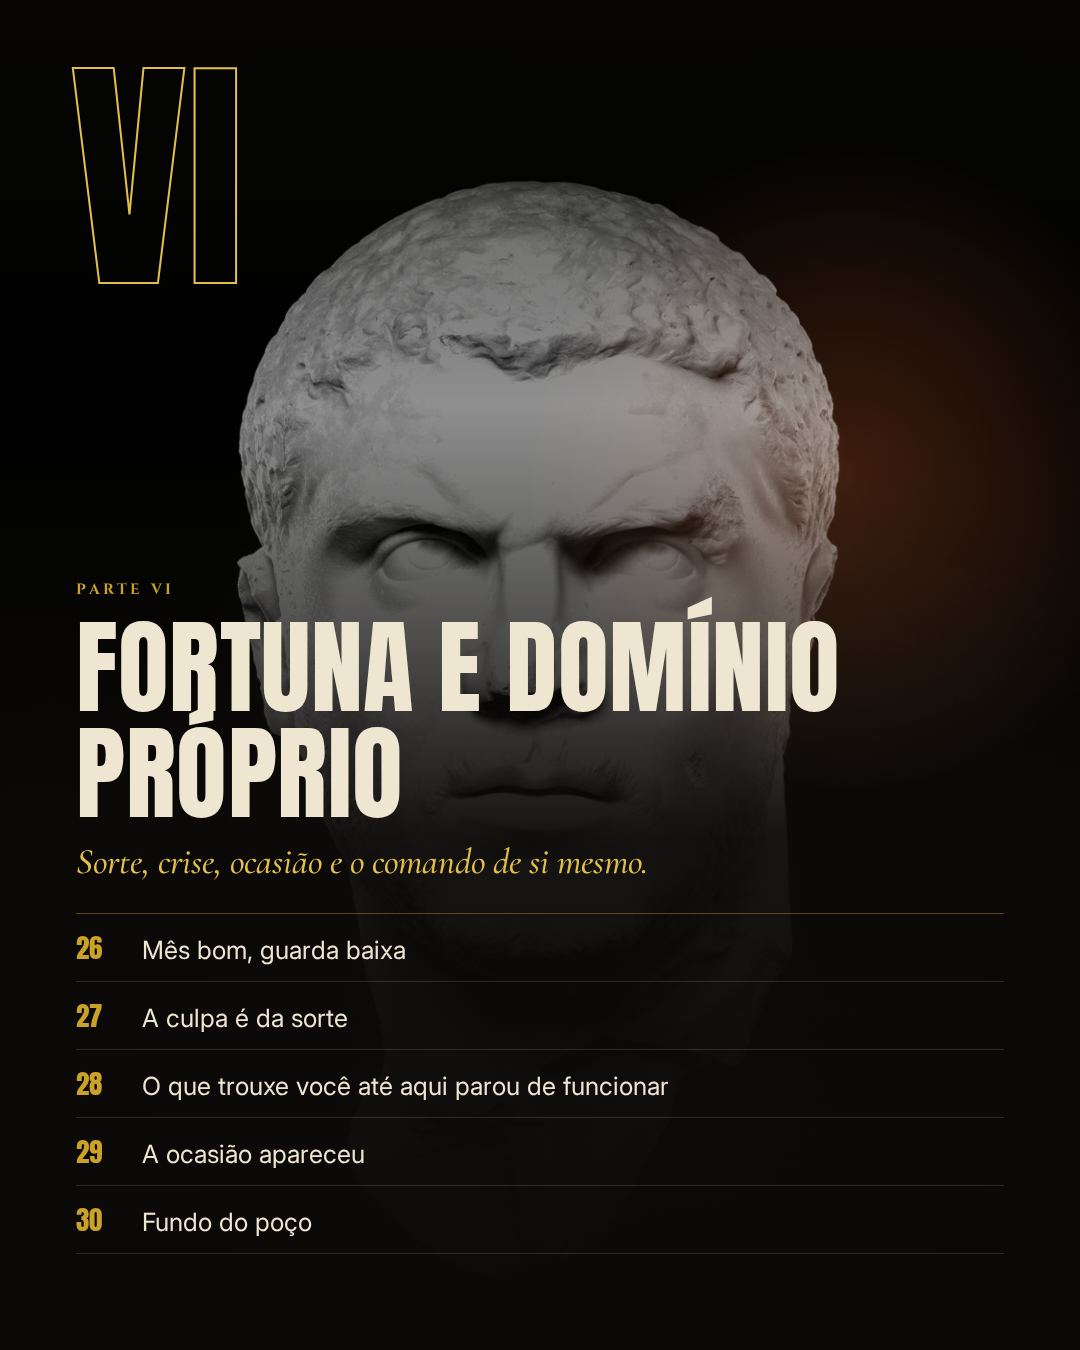 VI
PARTE VI
FORTUNA E DOMÍNIO
PRÓPRIO
Sorte, crise, ocasião e o comando de si mesmo.
26 Mês bom, guarda baixa
27 A culpa é da sorte
28 O que trouxe você até aqui parou de funcionar
29 A ocasião apareceu
30 Fundo do poço